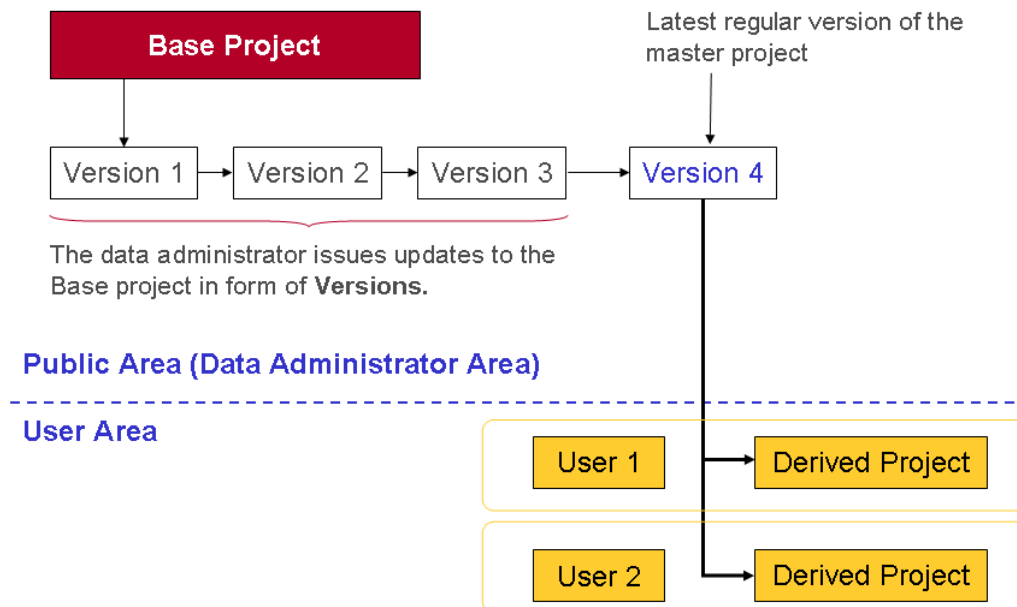 Base Project
Latest regular version of the
master project
Version 1
Version 2
Version 3
Version 4
The data administrator issues updates to the
Base project in form of Versions.
Public Area (Data Administrator Area)
User Area
User 1
Derived Project
User 2
Derived Project